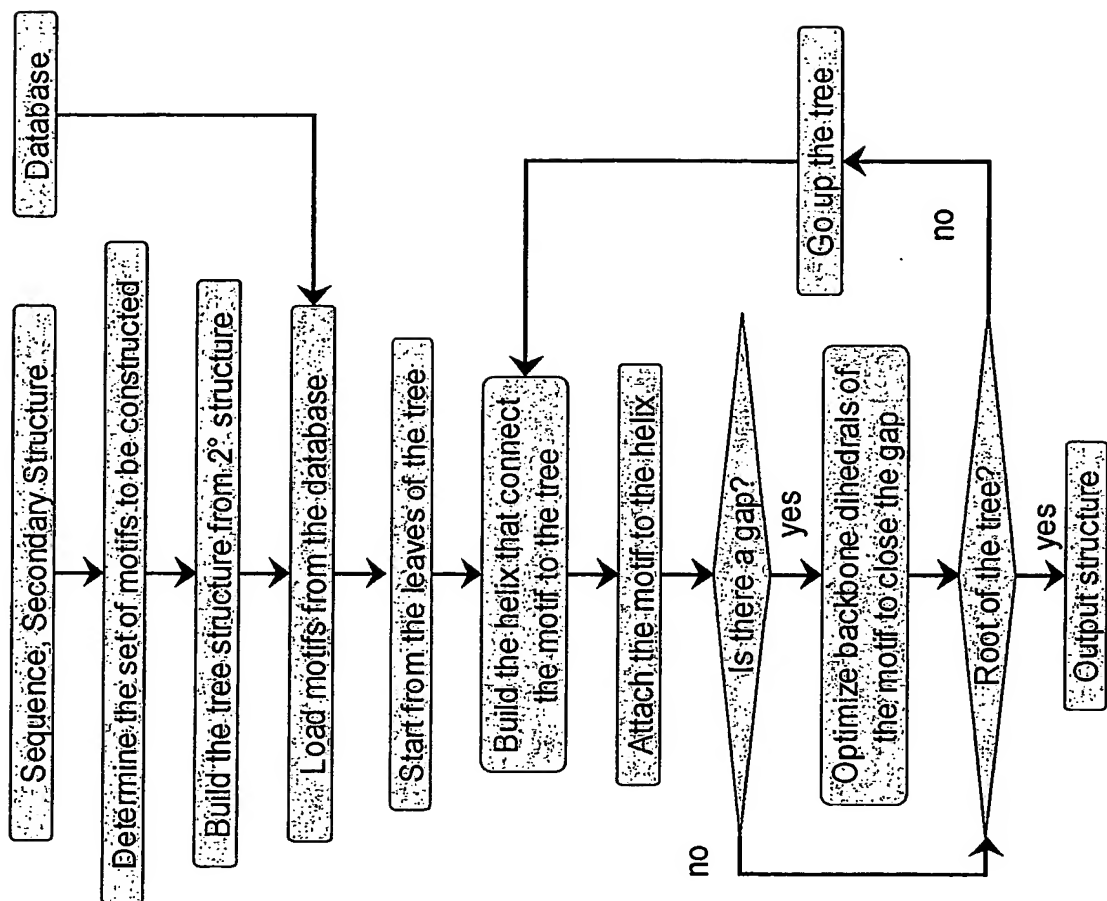 Sequence, Secondary Structure
Database
Determine the set of motifs to be constructed
Build the tree structure from 2° structure
Load motifs from the database
Start from the leaves of the tree
Build the helix that connect
the motif to the tree
Attach the motif to the helix
Is there a gap?
no
yes
Optimize backbone dihedrals of
the motif to close the gap
Root of the tree?
no
Go up the tree
yes
Output structure